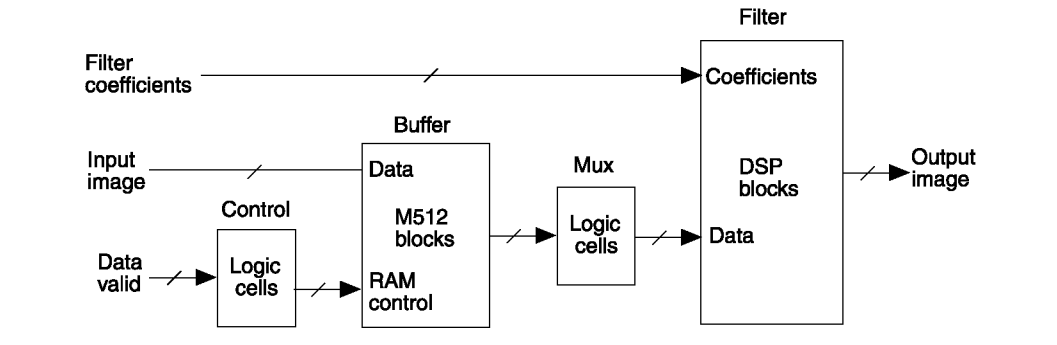 Filter
Filter
coefficients
Coefficients
Buffer
Input
image
Data
Mux
DSP
blocks
Output
image
Control
M512
blocks
Logic
cells
Data
Data
valid
Logic
cells
RAM
control